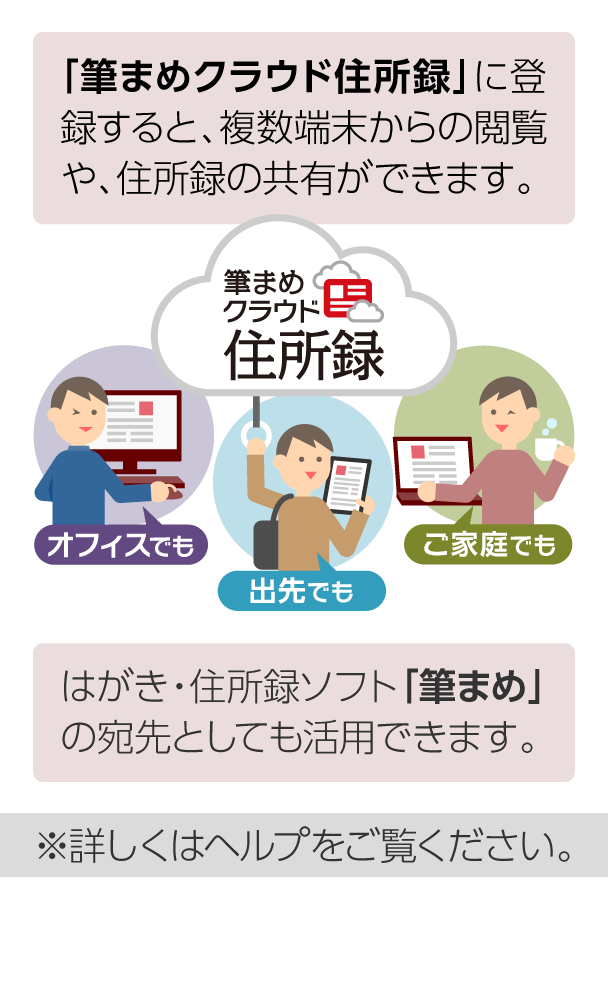 「筆まめクラウド住所録」に登
録すると、複数端末からの閲覧
や、住所録の共有ができます。
筆まめ
クラウド
住所録
オフィスでも
出先でも
ご家庭でも
はがき・住所録ソフト「筆まめ」
の宛先としても活用できます。
※詳しくはヘルプをご覧ください。